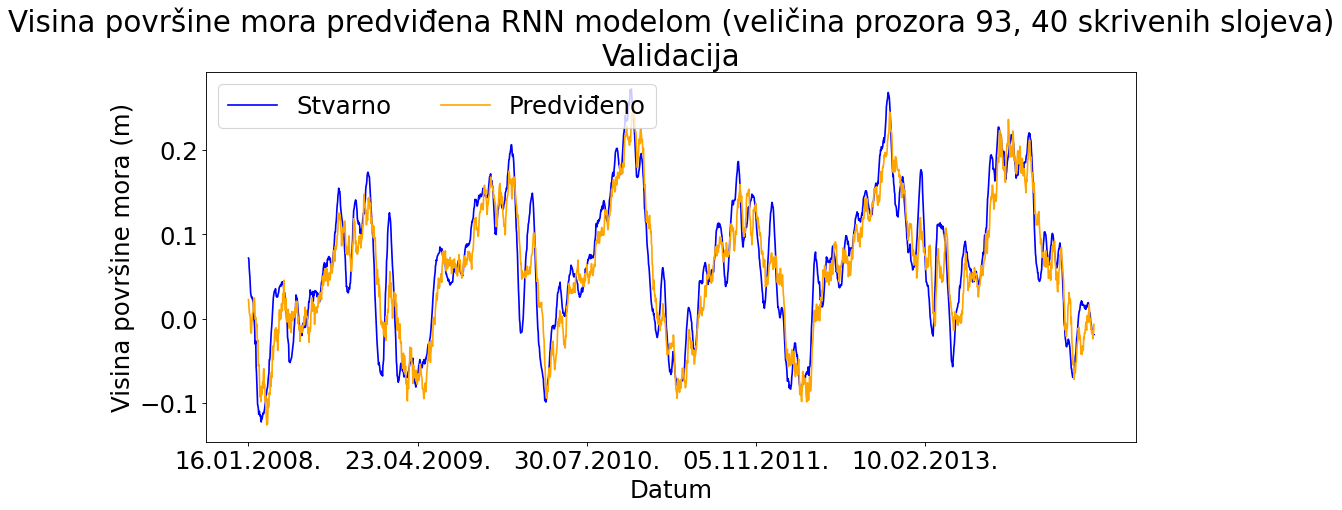 Visina površine mora predviđena RNN modelom (veličina prozora 93, 40 skrivenih slojeva)
Validacija
Stvarno
Predviđeno
Visina površine mora (m)
0.2
0.1
0.0
−0.1
16.01.2008.
23.04.2009.
30.07.2010.
05.11.2011.
10.02.2013.
Datum